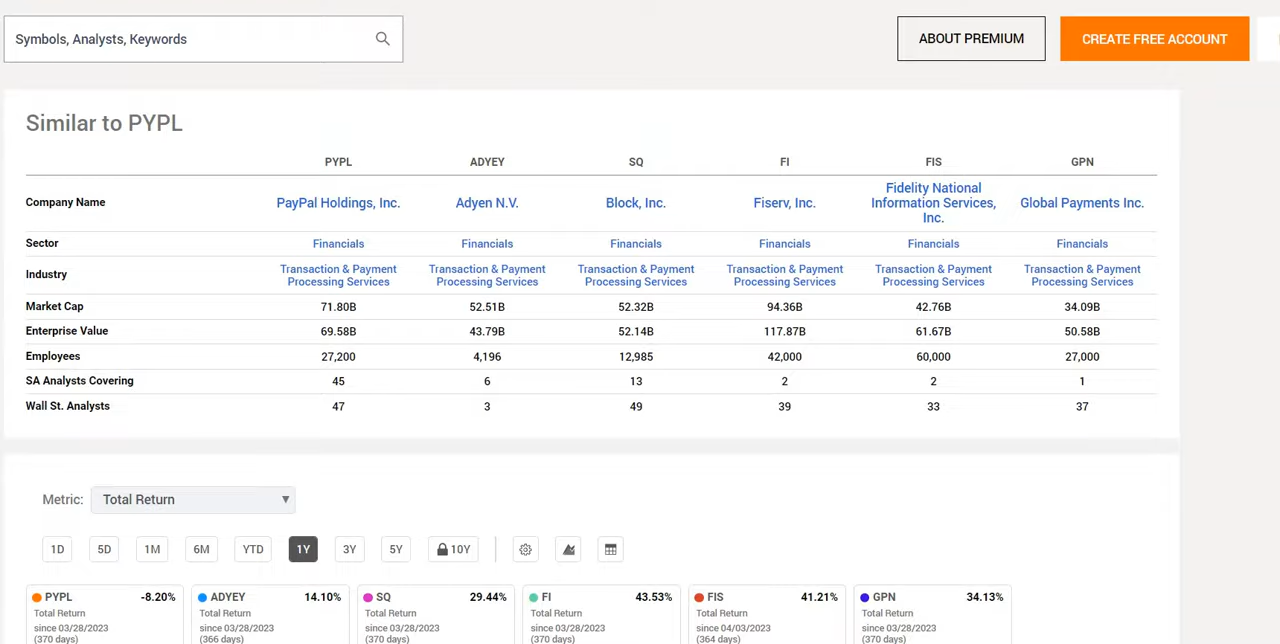 Symbols, Analysts, Keywords
ABOUT PREMIUM
CREATE FREE ACCOUNT
Similar to PYPL
PYPL ADYEY SQ FI FIS GPN
Company Name PayPal Holdings, Inc. Adyen N.V. Block, Inc. Fiserv, Inc. Fidelity National Information Services, Inc. Global Payments Inc.
Sector Financials Financials Financials Financials Financials Financials
Industry Transaction & Payment Processing Services Transaction & Payment Processing Services Transaction & Payment Processing Services Transaction & Payment Processing Services Transaction & Payment Processing Services Transaction & Payment Processing Services
Market Cap 71.80B 52.51B 52.32B 94.36B 42.76B 34.09B
Enterprise Value 69.58B 43.79B 52.14B 117.87B 61.67B 50.58B
Employees 27,200 4,196 12,985 42,000 60,000 27,000
SA Analysts Covering 45 6 13 2 2 1
Wall St. Analysts 47 3 49 39 33 37
Metric: Total Return
1D 5D 1M 6M YTD 1Y 3Y 5Y 10Y
PYPL -8.20% ADYEY 14.10% SQ 29.44% FI 43.53% FIS 41.21% GPN 34.13%
Total Return Total Return Total Return Total Return Total Return Total Return
since 03/28/2023 since 03/28/2023 since 03/28/2023 since 03/28/2023 since 04/03/2023 since 03/28/2023
(370 days) (366 days) (370 days) (370 days) (364 days) (370 days)